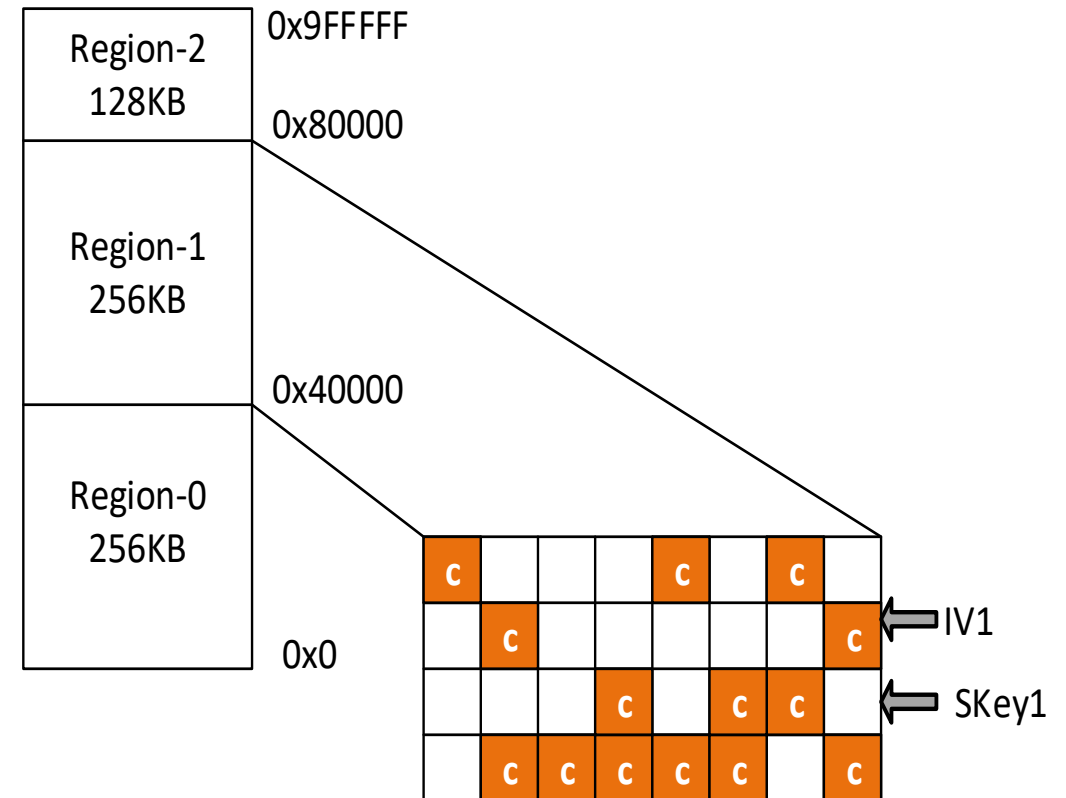 Region-2
128KB
0x9FFFFF
0x80000
Region-1
256KB
0x40000
Region-0
256KB
0x0
c c c
c c
c c c
c c c c c c
IV1
SKey1